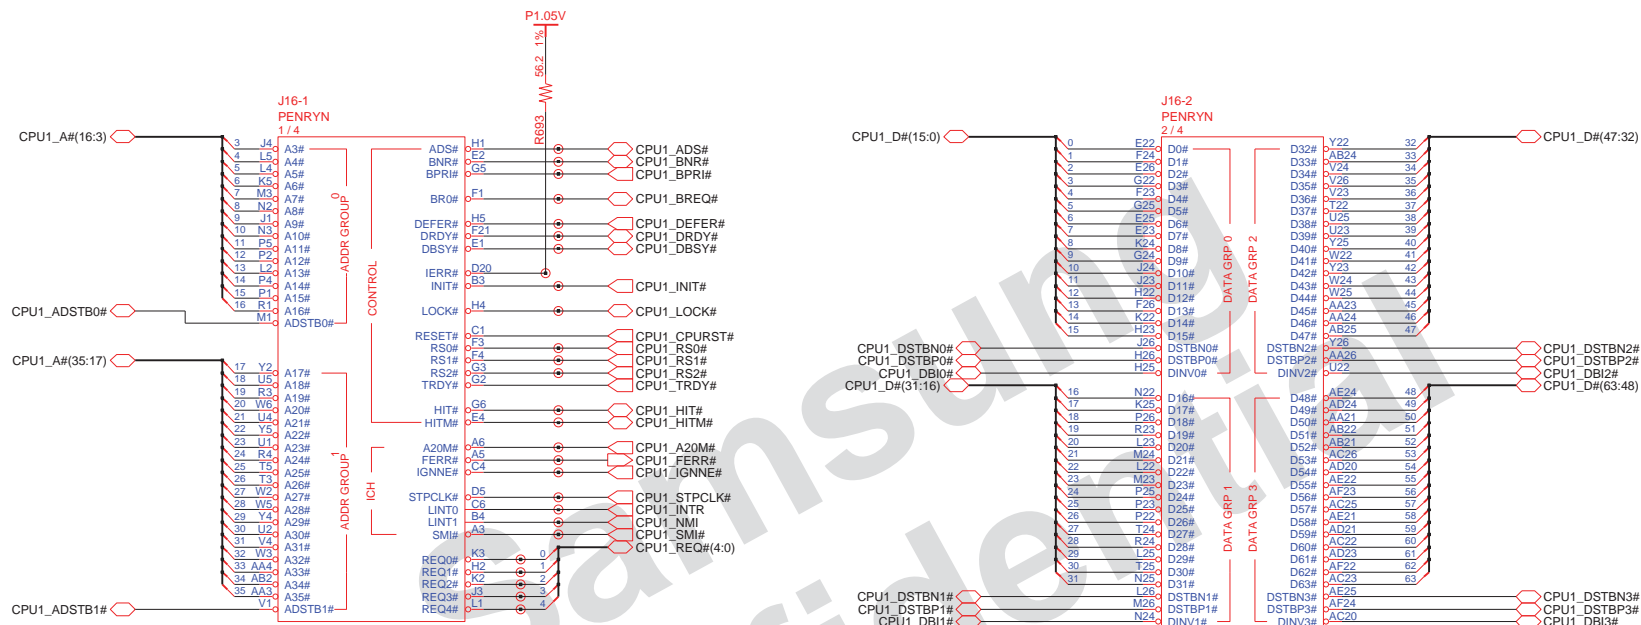 P1.05V
R693 56.2 1%
J16-1
PENRYN
1 / 4
CPU1_A#(16:3)
3 J4 A3#
4 L5 A4#
5 L4 A5#
6 K5 A6#
7 M3 A7#
8 N2 A8#
9 J1 A9#
10 N3 A10#
11 P5 A11#
12 P2 A12#
13 L2 A13#
14 P4 A14#
15 P1 A15#
16 R1 A16#
CPU1_ADSTB0# M1 ADSTB0#
ADDR GROUP 0
CPU1_A#(35:17)
17 Y2 A17#
18 U5 A18#
19 R3 A19#
20 W6 A20#
21 U4 A21#
22 Y5 A22#
23 U1 A23#
24 R4 A24#
25 T5 A25#
26 T3 A26#
27 W2 A27#
28 W5 A28#
29 Y4 A29#
30 U2 A30#
31 V4 A31#
32 W3 A32#
33 AA4 A33#
34 AB2 A34#
35 AA3 A35#
CPU1_ADSTB1# V1 ADSTB1#
ADDR GROUP 1
CONTROL
ADS# H1 CPU1_ADS#
BNR# E2 CPU1_BNR#
BPRI# G5 CPU1_BPRI#
BR0# F1 CPU1_BREQ#
DEFER# H5 CPU1_DEFER#
DRDY# F21 CPU1_DRDY#
DBSY# E1 CPU1_DBSY#
IERR# D20
INIT# B3 CPU1_INIT#
LOCK# H4 CPU1_LOCK#
RESET# C1 CPU1_CPURST#
RS0# F3 CPU1_RS0#
RS1# F4 CPU1_RS1#
RS2# G3 CPU1_RS2#
TRDY# G2 CPU1_TRDY#
HIT# G6 CPU1_HIT#
HITM# E4 CPU1_HITM#
ICH
A20M# A6 CPU1_A20M#
FERR# A5 CPU1_FERR#
IGNNE# C4 CPU1_IGNNE#
STPCLK# D5 CPU1_STPCLK#
LINT0 C6 CPU1_INTR
LINT1 B4 CPU1_NMI
SMI# A3 CPU1_SMI#
CPU1_REQ#(4:0)
REQ0# K3 0
REQ1# H2 1
REQ2# K2 2
REQ3# J3 3
REQ4# L1 4
J16-2
PENRYN
2 / 4
CPU1_D#(15:0)
0 E22 D0#
1 F24 D1#
2 E26 D2#
3 G22 D3#
4 F23 D4#
5 G25 D5#
6 E25 D6#
7 E23 D7#
8 K24 D8#
9 G24 D9#
10 J24 D10#
11 J23 D11#
12 H22 D12#
13 F26 D13#
14 K22 D14#
15 H23 D15#
CPU1_DSTBN0# J26 DSTBN0#
CPU1_DSTBP0# H26 DSTBP0#
CPU1_DBI0# H25 DINV0#
DATA GRP 0
CPU1_D#(31:16)
16 N22 D16#
17 K25 D17#
18 P26 D18#
19 R23 D19#
20 L23 D20#
21 M24 D21#
22 L22 D22#
23 M23 D23#
24 P25 D24#
25 P23 D25#
26 P22 D26#
27 T24 D27#
28 R24 D28#
29 L25 D29#
30 T25 D30#
31 N25 D31#
CPU1_DSTBN1# L26 DSTBN1#
CPU1_DSTBP1# M26 DSTBP1#
CPU1_DBI1# N24 DINV1#
DATA GRP 1
DATA GRP 2
CPU1_D#(47:32)
D32# Y22 32
D33# AB24 33
D34# V24 34
D35# V26 35
D36# V23 36
D37# T22 37
D38# U25 38
D39# U23 39
D40# Y25 40
D41# W22 41
D42# Y23 42
D43# W24 43
D44# W25 44
D45# AA23 45
D46# AA24 46
D47# AB25 47
DSTBN2# Y26 CPU1_DSTBN2#
DSTBP2# AA26 CPU1_DSTBP2#
DINV2# U22 CPU1_DBI2#
CPU1_D#(63:48)
DATA GRP 3
D48# AE24 48
D49# AD24 49
D50# AA21 50
D51# AB22 51
D52# AB21 52
D53# AC26 53
D54# AD20 54
D55# AE22 55
D56# AF23 56
D57# AC25 57
D58# AE21 58
D59# AD21 59
D60# AC22 60
D61# AD23 61
D62# AF22 62
D63# AC23 63
DSTBN3# AE25 CPU1_DSTBN3#
DSTBP3# AF24 CPU1_DSTBP3#
DINV3# AC20 CPU1_DBI3#
Samsung